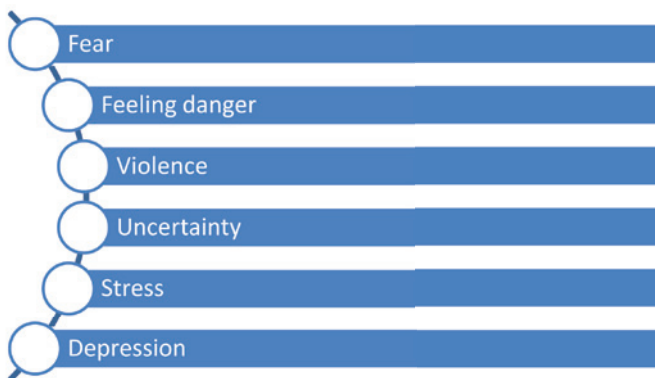 Fear
Feeling danger
Violence
Uncertainty
Stress
Depression